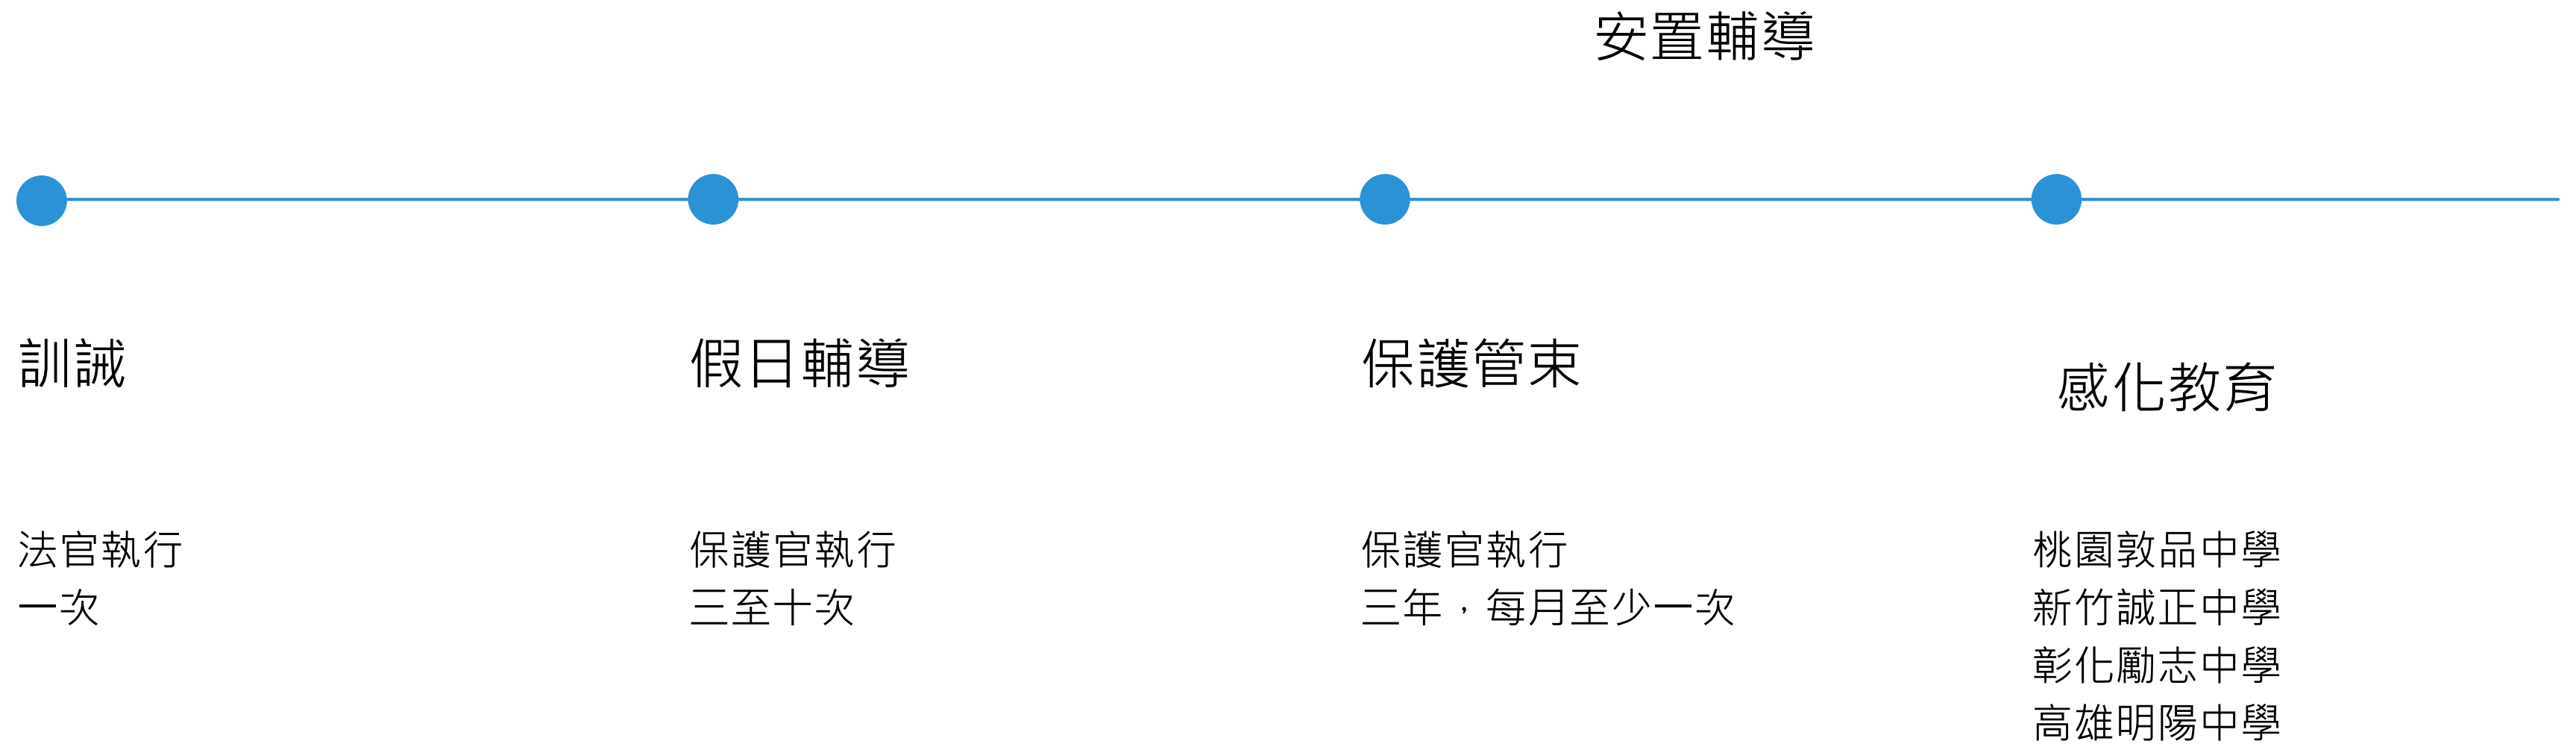 安置輔導
訓誡
假日輔導
保護管束
感化教育
法官執行
一次
保護官執行
三至十次
保護官執行
三年，每月至少一次
桃園敦品中學
新竹誠正中學
彰化勵志中學
高雄明陽中學